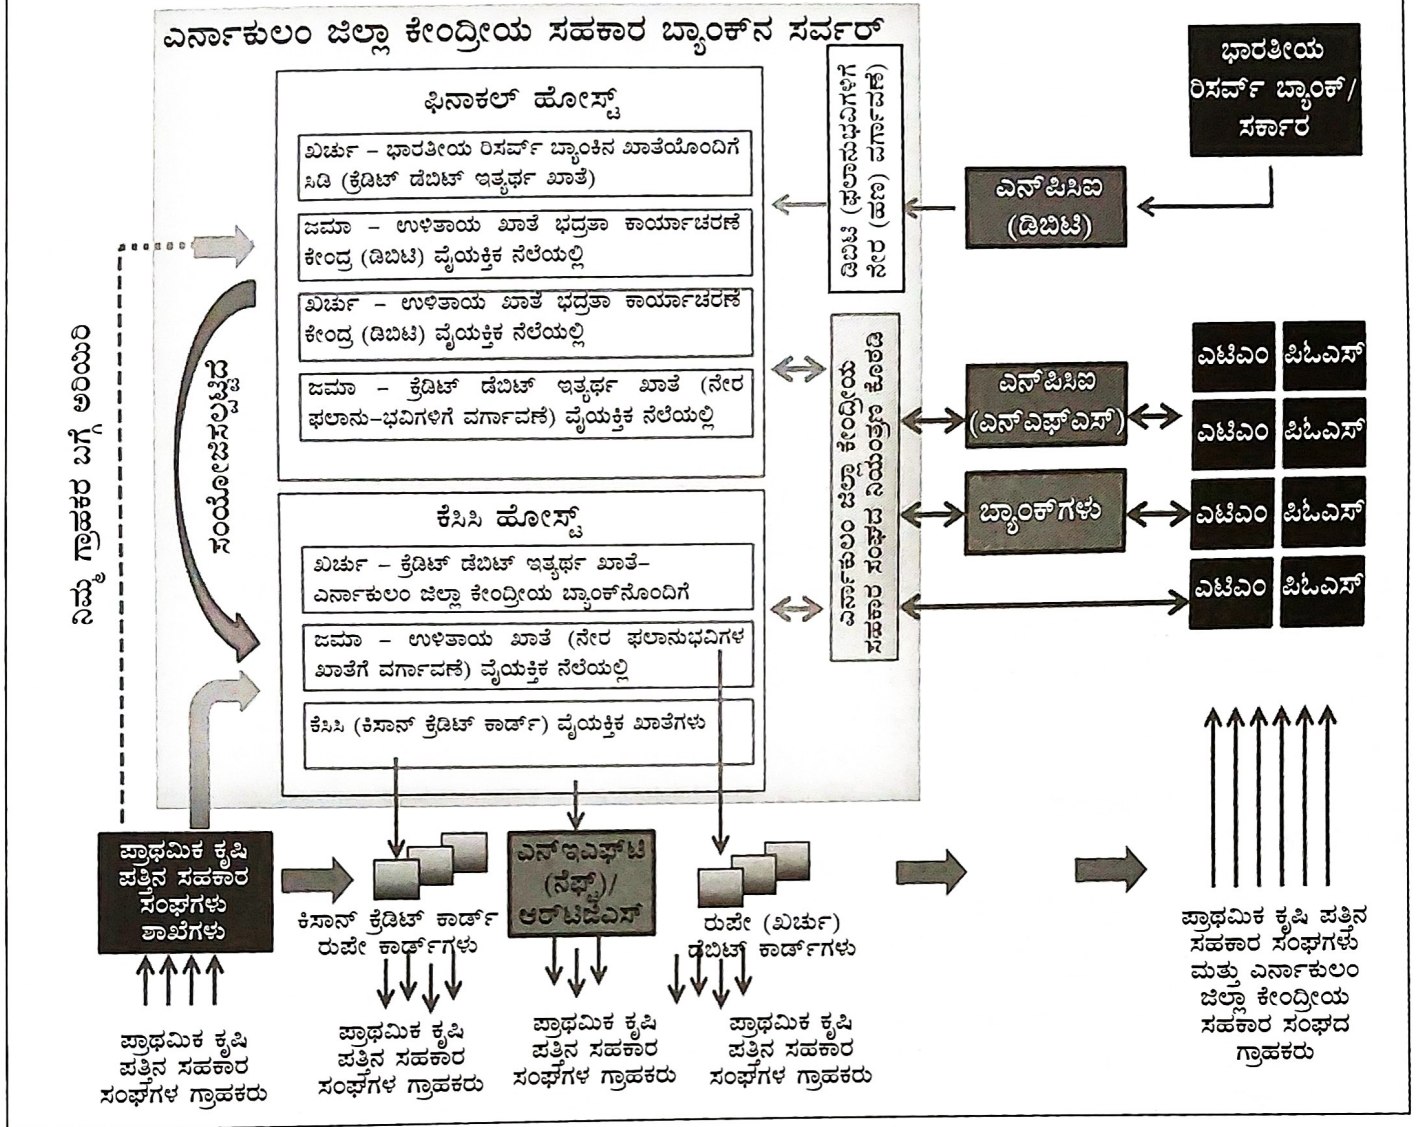 ಎರ್ನಾಕುಲಂ ಜಿಲ್ಲಾ ಕೇಂದ್ರೀಯ ಸಹಕಾರ ಬ್ಯಾಂಕ್‌ನ ಸರ್ವರ್
ಫಿನಾಕಲ್ ಹೋಸ್ಟ್
ಖರ್ಚು – ಭಾರತೀಯ ರಿಸರ್ವ್ ಬ್ಯಾಂಕಿನ ಖಾತೆಯೊಂದಿಗೆ
ಸಿಡಿ (ಕ್ರೆಡಿಟ್ ಡೆಬಿಟ್ ಇತ್ಯರ್ಥ ಖಾತೆ)
ಜಮಾ – ಉಳಿತಾಯ ಖಾತೆ ಭದ್ರತಾ ಕಾರ್ಯಾಚರಣೆ
ಕೇಂದ್ರ (ಡಿಬಿಟಿ) ವೈಯಕ್ತಿಕ ನೆಲೆಯಲ್ಲಿ
ಖರ್ಚು – ಉಳಿತಾಯ ಖಾತೆ ಭದ್ರತಾ ಕಾರ್ಯಾಚರಣೆ
ಕೇಂದ್ರ (ಡಿಬಿಟಿ) ವೈಯಕ್ತಿಕ ನೆಲೆಯಲ್ಲಿ
ಜಮಾ – ಕ್ರೆಡಿಟ್ ಡೆಬಿಟ್ ಇತ್ಯರ್ಥ ಖಾತೆ (ನೇರ
ಫಲಾನು–ಭವಿಗಳಿಗೆ ವರ್ಗಾವಣೆ) ವೈಯಕ್ತಿಕ ನೆಲೆಯಲ್ಲಿ
ಕೆಸಿಸಿ ಹೋಸ್ಟ್
ಖರ್ಚು – ಕ್ರೆಡಿಟ್ ಡೆಬಿಟ್ ಇತ್ಯರ್ಥ ಖಾತೆ–
ಎರ್ನಾಕುಲಂ ಜಿಲ್ಲಾ ಕೇಂದ್ರೀಯ ಬ್ಯಾಂಕ್‌ನೊಂದಿಗೆ
ಜಮಾ – ಉಳಿತಾಯ ಖಾತೆ (ನೇರ ಫಲಾನುಭವಿಗಳ
ಖಾತೆಗೆ ವರ್ಗಾವಣೆ) ವೈಯಕ್ತಿಕ ನೆಲೆಯಲ್ಲಿ
ಕೆಸಿಸಿ (ಕಿಸಾನ್ ಕ್ರೆಡಿಟ್ ಕಾರ್ಡ್) ವೈಯಕ್ತಿಕ ಖಾತೆಗಳು
ನಿಮ್ಮ ಗ್ರಾಹಕರ ಬಗ್ಗೆ ಅರಿಯಿರಿ
ಸಂಯೋಜಿಸಲ್ಪಟ್ಟಿದೆ
ಡಿಬಿಟಿ (ಫಲಾನುಭವಿಗಳಿಗೆ
ನೇರ (ಹಣ) ವರ್ಗಾವಣೆ)
ಎರ್ನಾಕುಲಂ ಜಿಲ್ಲಾ ಕೇಂದ್ರೀಯ
ಸಹಕಾರ ಸಂಘದ ನಿಯಂತ್ರಣ ಕೊಠಡಿ
ಭಾರತೀಯ
ರಿಸರ್ವ್ ಬ್ಯಾಂಕ್/
ಸರ್ಕಾರ
ಎನ್‌ಪಿಸಿಐ
(ಡಿಬಿಟಿ)
ಎನ್‌ಪಿಸಿಐ
(ಎನ್‌ಎಫ್‌ಎಸ್)
ಬ್ಯಾಂಕ್‌ಗಳು
ಎಟಿಎಂ ಪಿಓಎಸ್
ಎಟಿಎಂ ಪಿಓಎಸ್
ಎಟಿಎಂ ಪಿಓಎಸ್
ಎಟಿಎಂ ಪಿಓಎಸ್
ಪ್ರಾಥಮಿಕ ಕೃಷಿ
ಪತ್ತಿನ ಸಹಕಾರ
ಸಂಘಗಳು
ಶಾಖೆಗಳು
ಕಿಸಾನ್ ಕ್ರೆಡಿಟ್ ಕಾರ್ಡ್
ರುಪೇ ಕಾರ್ಡ್‌ಗಳು
ಎನ್‌ಇಎಫ್‌ಟಿ
(ನೆಫ್ಟ್)/
ಆರ್‌ಟಿಜಿಎಸ್
ರುಪೇ (ಖರ್ಚು)
ಡೆಬಿಟ್ ಕಾರ್ಡ್‌ಗಳು
ಪ್ರಾಥಮಿಕ ಕೃಷಿ
ಪತ್ತಿನ ಸಹಕಾರ
ಸಂಘಗಳ ಗ್ರಾಹಕರು
ಪ್ರಾಥಮಿಕ ಕೃಷಿ
ಪತ್ತಿನ ಸಹಕಾರ
ಸಂಘಗಳ ಗ್ರಾಹಕರು
ಪ್ರಾಥಮಿಕ ಕೃಷಿ
ಪತ್ತಿನ ಸಹಕಾರ
ಸಂಘಗಳ ಗ್ರಾಹಕರು
ಪ್ರಾಥಮಿಕ ಕೃಷಿ
ಪತ್ತಿನ ಸಹಕಾರ
ಸಂಘಗಳ ಗ್ರಾಹಕರು
ಪ್ರಾಥಮಿಕ ಕೃಷಿ ಪತ್ತಿನ
ಸಹಕಾರ ಸಂಘಗಳು
ಮತ್ತು ಎರ್ನಾಕುಲಂ
ಜಿಲ್ಲಾ ಕೇಂದ್ರೀಯ
ಸಹಕಾರ ಸಂಘದ
ಗ್ರಾಹಕರು